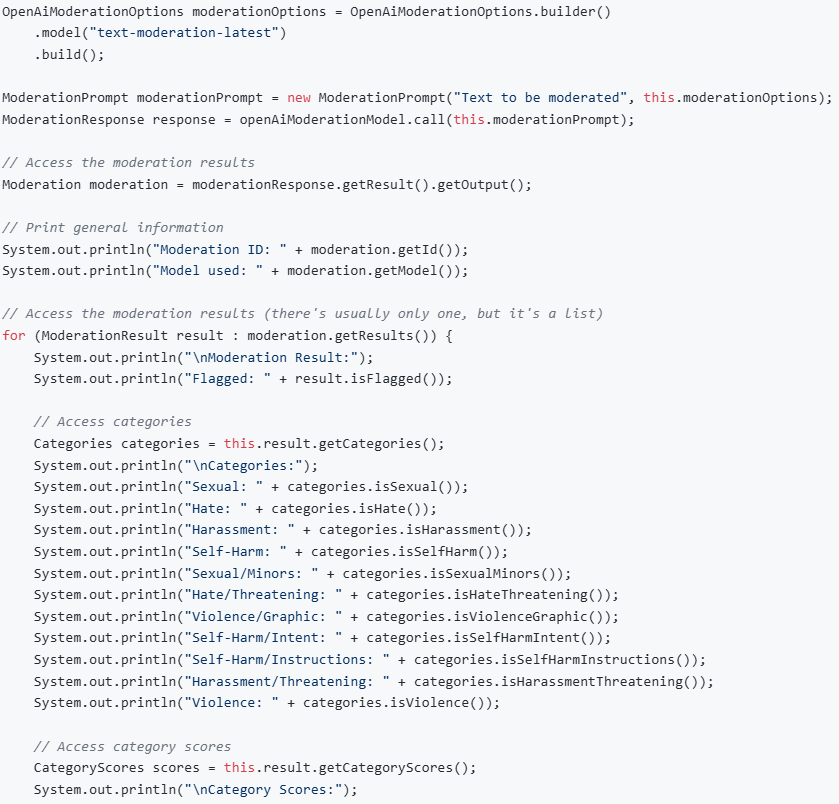 OpenAiModerationOptions moderationOptions = OpenAiModerationOptions.builder()
    .model("text-moderation-latest")
    .build();

ModerationPrompt moderationPrompt = new ModerationPrompt("Text to be moderated", this.moderationOptions);
ModerationResponse response = openAiModerationModel.call(this.moderationPrompt);

// Access the moderation results
Moderation moderation = moderationResponse.getResult().getOutput();

// Print general information
System.out.println("Moderation ID: " + moderation.getId());
System.out.println("Model used: " + moderation.getModel());

// Access the moderation results (there's usually only one, but it's a list)
for (ModerationResult result : moderation.getResults()) {
    System.out.println("\nModeration Result:");
    System.out.println("Flagged: " + result.isFlagged());

    // Access categories
    Categories categories = this.result.getCategories();
    System.out.println("\nCategories:");
    System.out.println("Sexual: " + categories.isSexual());
    System.out.println("Hate: " + categories.isHate());
    System.out.println("Harassment: " + categories.isHarassment());
    System.out.println("Self-Harm: " + categories.isSelfHarm());
    System.out.println("Sexual/Minors: " + categories.isSexualMinors());
    System.out.println("Hate/Threatening: " + categories.isHateThreatening());
    System.out.println("Violence/Graphic: " + categories.isViolenceGraphic());
    System.out.println("Self-Harm/Intent: " + categories.isSelfHarmIntent());
    System.out.println("Self-Harm/Instructions: " + categories.isSelfHarmInstructions());
    System.out.println("Harassment/Threatening: " + categories.isHarassmentThreatening());
    System.out.println("Violence: " + categories.isViolence());

    // Access category scores
    CategoryScores scores = this.result.getCategoryScores();
    System.out.println("\nCategory Scores:");